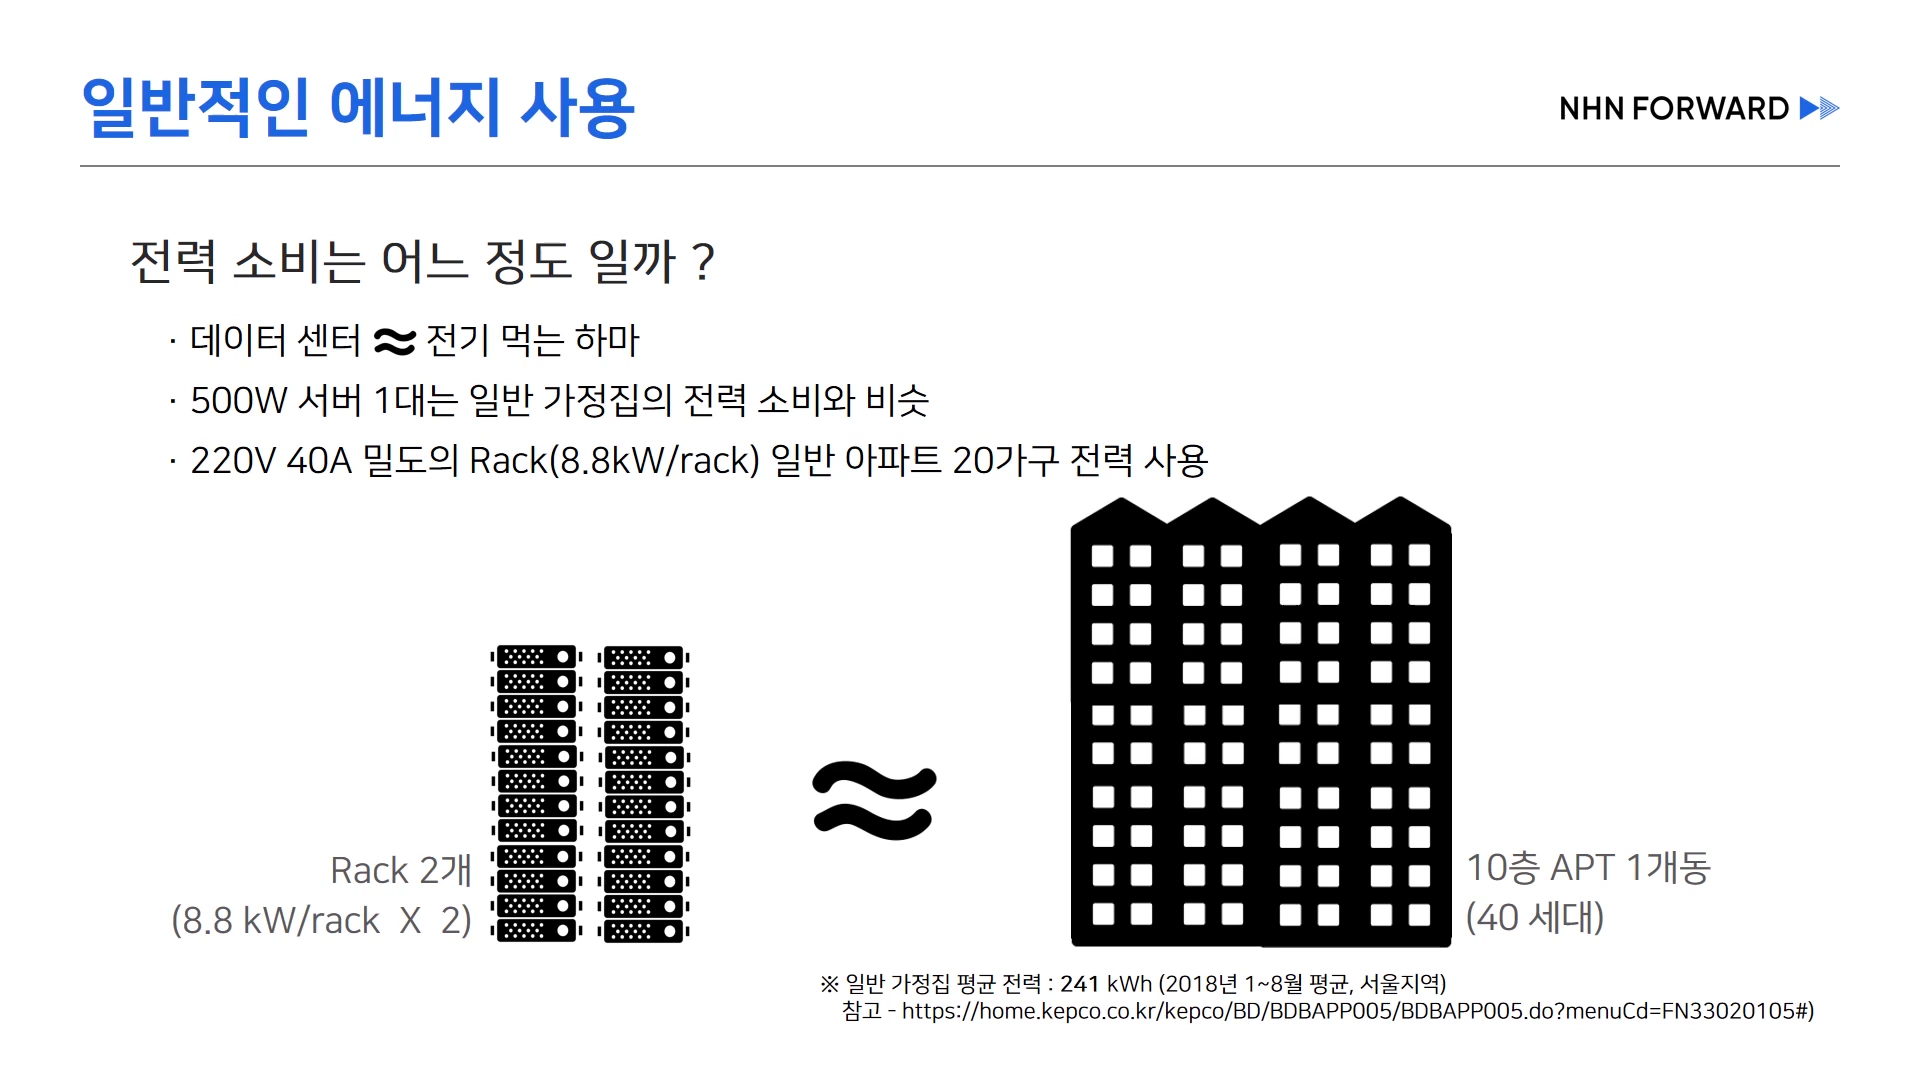 일반적인 에너지 사용
NHN FORWARD
전력 소비는 어느 정도 일까 ?
· 데이터 센터 ≈ 전기 먹는 하마
· 500W 서버 1대는 일반 가정집의 전력 소비와 비슷
· 220V 40A 밀도의 Rack(8.8kW/rack) 일반 아파트 20가구 전력 사용
Rack 2개
(8.8 kW/rack X 2)
≈
10층 APT 1개동
(40 세대)
※ 일반 가정집 평균 전력 : 241 kWh (2018년 1~8월 평균, 서울지역)
참고 - https://home.kepco.co.kr/kepco/BD/BDBAPP005/BDBAPP005.do?menuCd=FN33020105#)